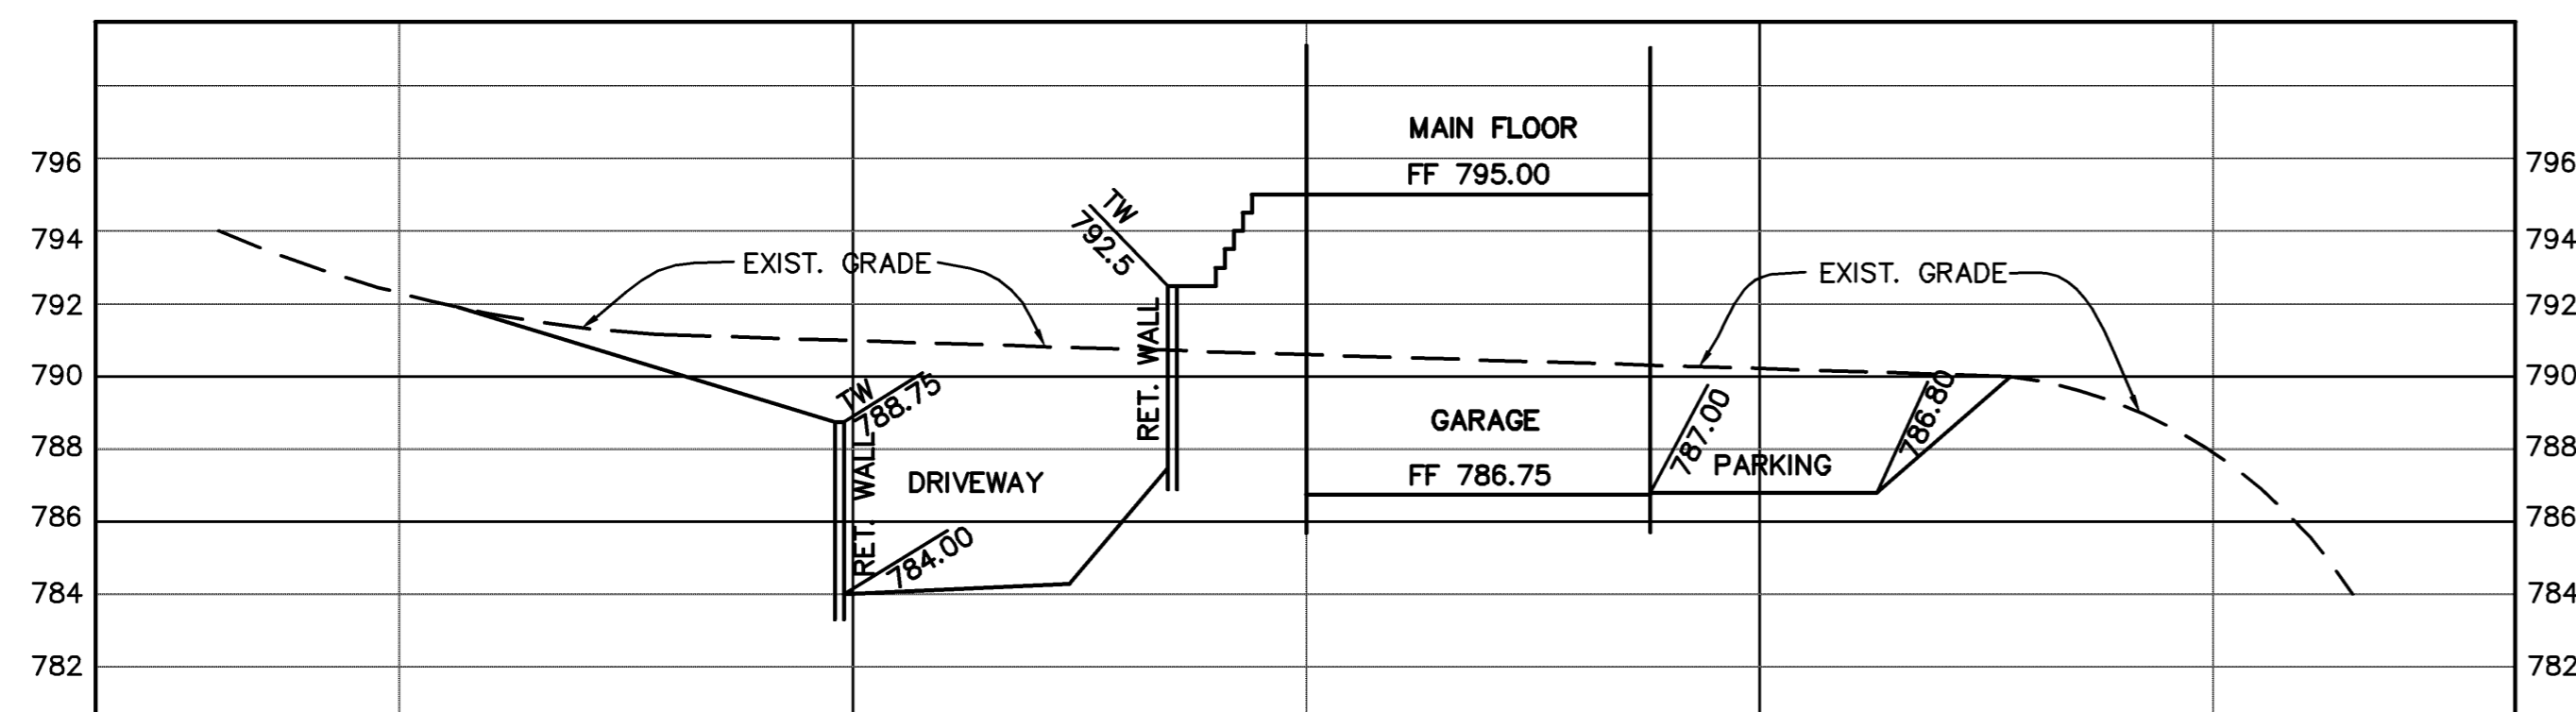 MAIN FLOOR
796
FF 795.00
796
TW
792.5
794
794
EXIST. GRADE
EXIST. GRADE
792
792
RET. WALL
790
790
TW
788.75
786.80
787.00
GARAGE
788
788
RET. WALL
DRIVEWAY
FF 786.75
PARKING
786
786
784.00
784
784
782
782